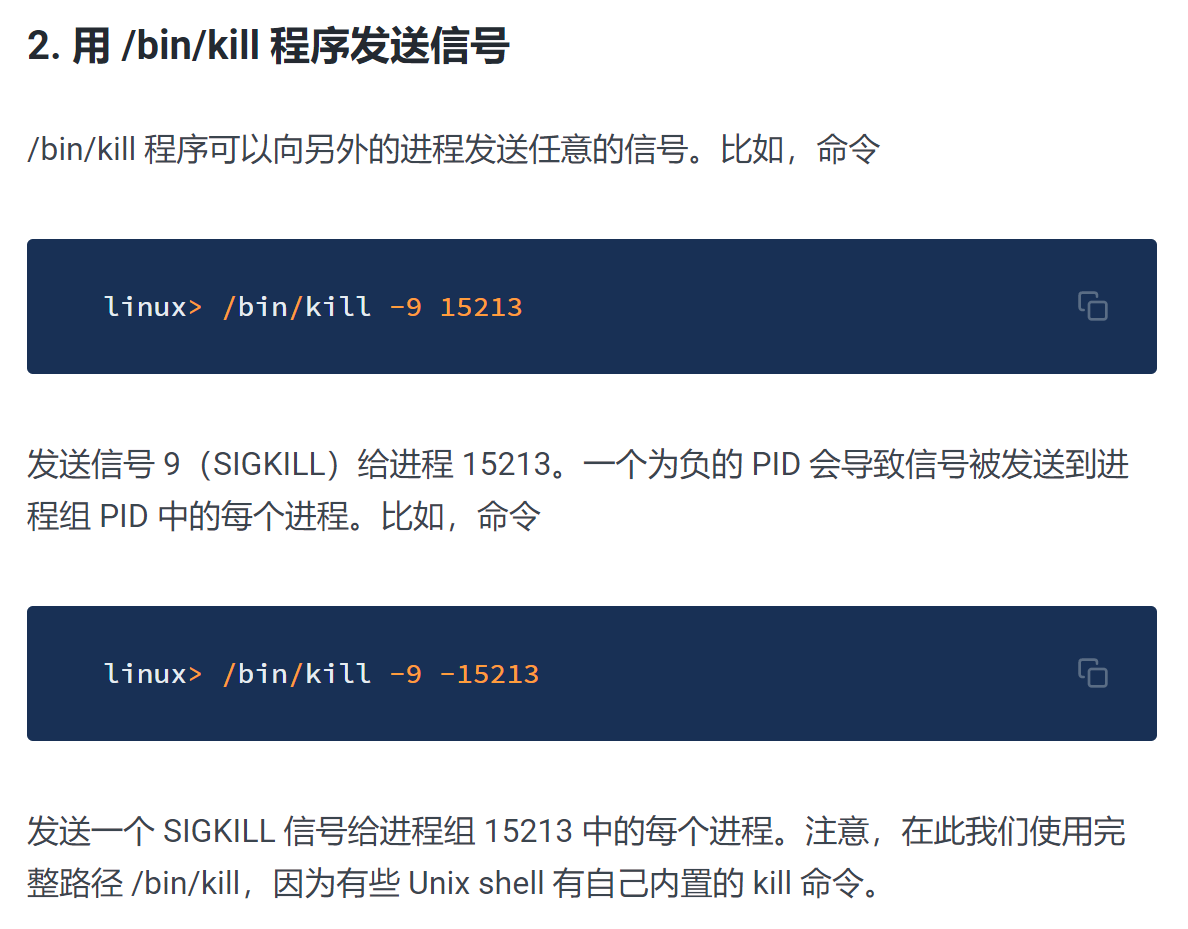 2. 用 /bin/kill 程序发送信号
/bin/kill 程序可以向另外的进程发送任意的信号。比如，命令
linux> /bin/kill -9 15213
发送信号 9（SIGKILL）给进程 15213。一个为负的 PID 会导致信号被发送到进
程组 PID 中的每个进程。比如，命令
linux> /bin/kill -9 -15213
发送一个 SIGKILL 信号给进程组 15213 中的每个进程。注意，在此我们使用完
整路径 /bin/kill，因为有些 Unix shell 有自己内置的 kill 命令。